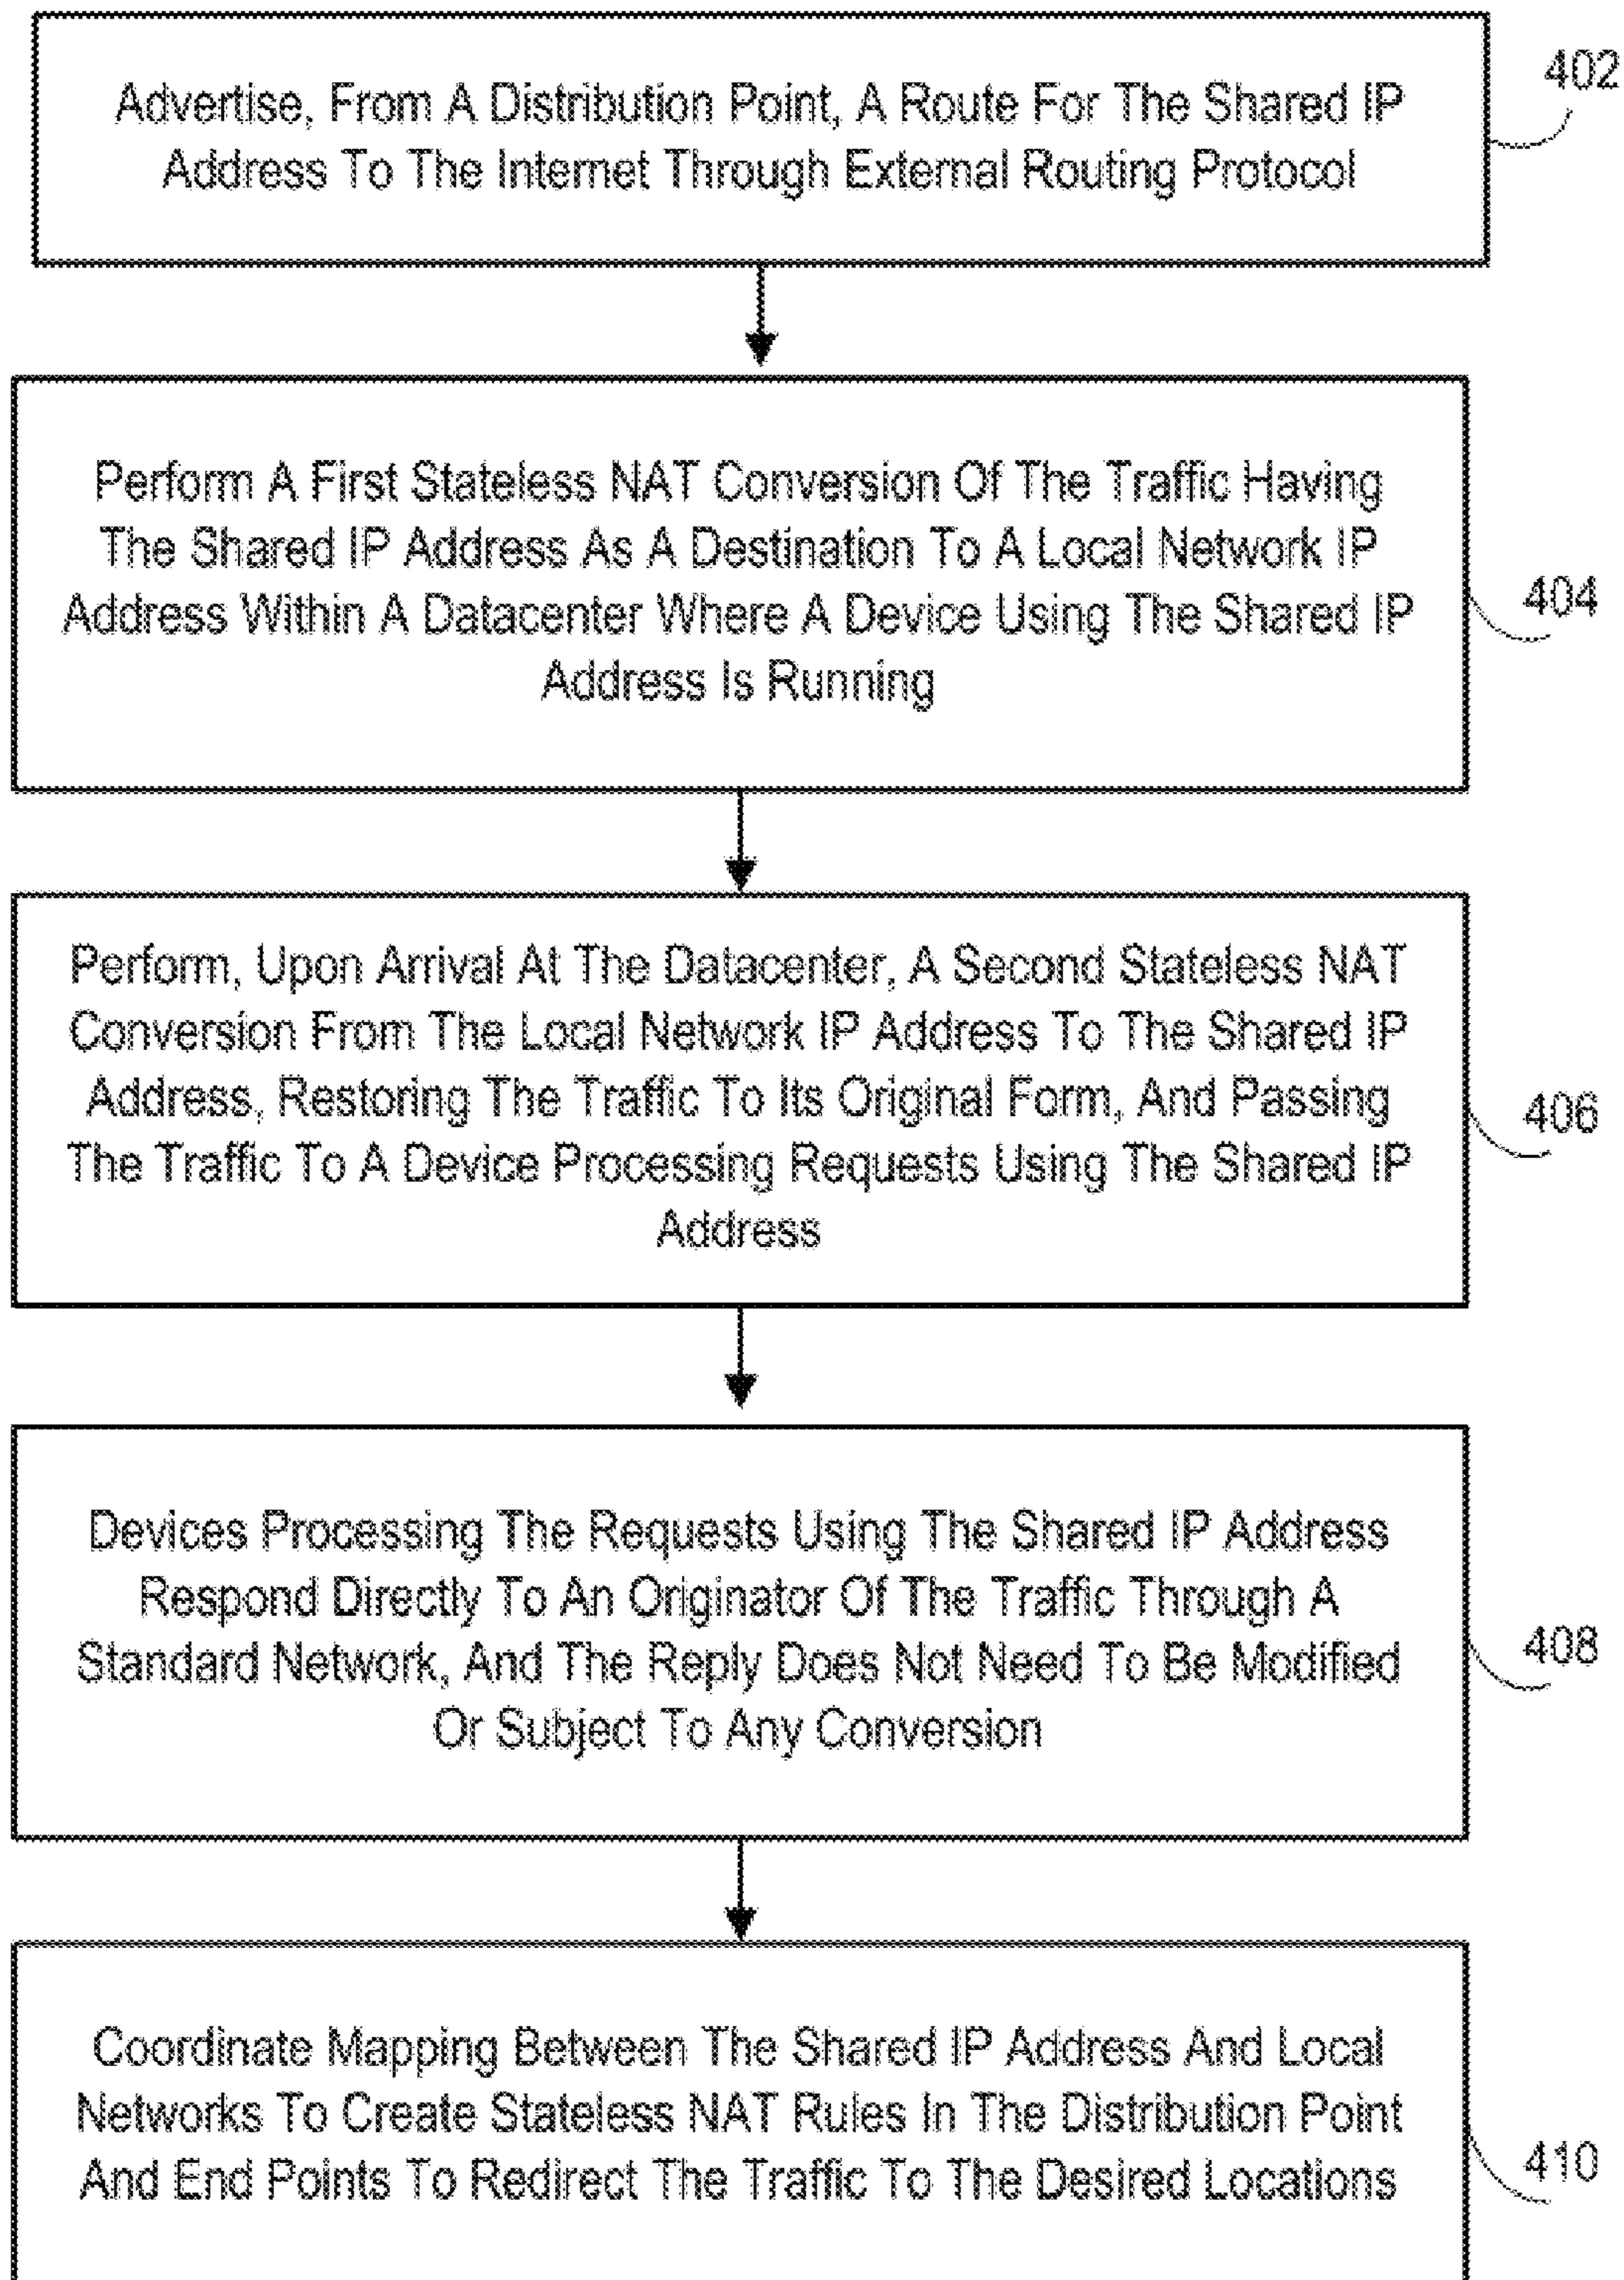 Advertise, From A Distribution Point, A Route For The Shared IP
Address To The Internet Through External Routing Protocol
402
Perform A First Stateless NAT Conversion Of The Traffic Having
The Shared IP Address As A Destination To A Local Network IP
Address Within A Datacenter Where A Device Using The Shared IP
Address Is Running
404
Perform, Upon Arrival At The Datacenter, A Second Stateless NAT
Conversion From The Local Network IP Address To The Shared IP
Address, Restoring The Traffic To Its Original Form, And Passing
The Traffic To A Device Processing Requests Using The Shared IP
Address
406
Devices Processing The Requests Using The Shared IP Address
Respond Directly To An Originator Of The Traffic Through A
Standard Network, And The Reply Does Not Need To Be Modified
Or Subject To Any Conversion
408
Coordinate Mapping Between The Shared IP Address And Local
Networks To Create Stateless NAT Rules In The Distribution Point
And End Points To Redirect The Traffic To The Desired Locations
410